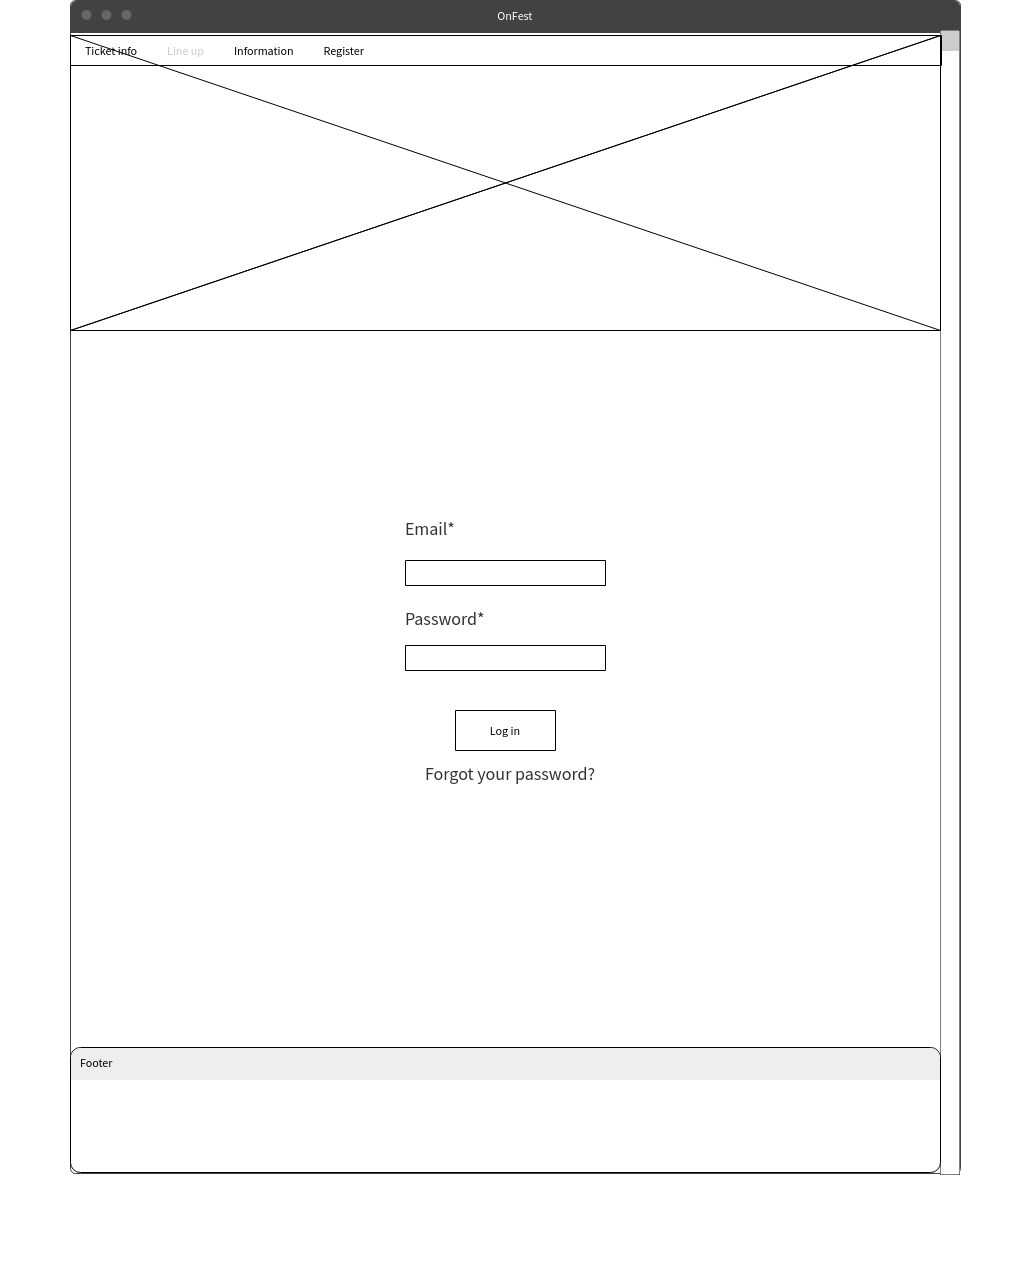 OnFest
Ticket info Line up Information Register
Email*
Password*
Log in
Forgot your password?
Footer